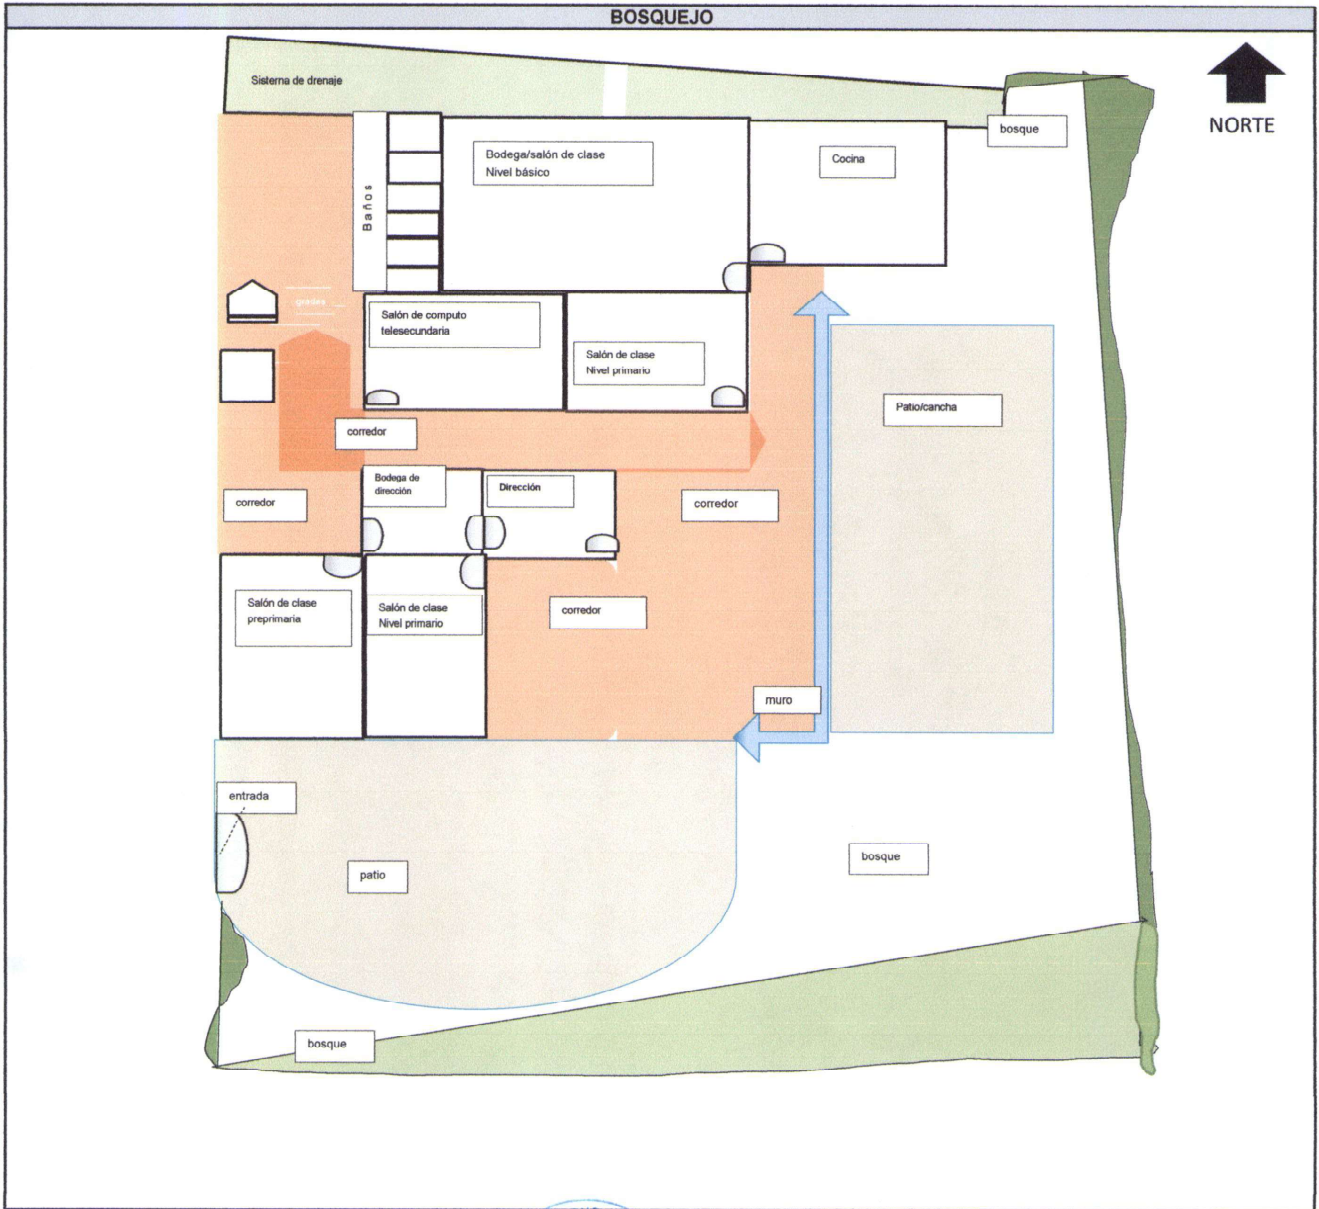 BOSQUEJO
Sisterna de drenaje
NORTE
bosque
Bodega/salón de clase
Nivel básico
Cocina
Baños
gradas
Salón de computo
telesecundaria
Salón de clase
Nivel primario
Patio/cancha
corredor
Bodega de
dirección
Dirección
corredor
corredor
Salón de clase
preprimaria
Salón de clase
Nivel primario
corredor
muro
entrada
bosque
patio
bosque